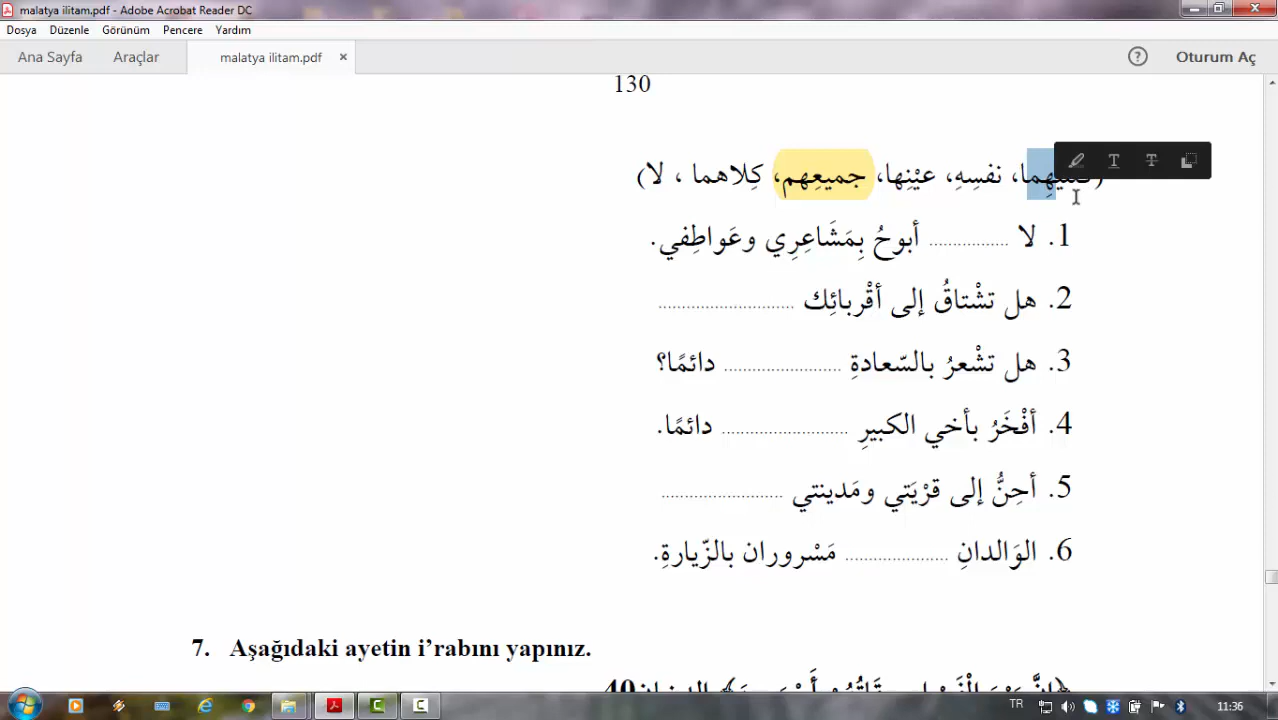 malatya ilitam.pdf - Adobe Acrobat Reader DC
Dosya Düzenle Görünüm Pencere Yardım
Ana Sayfa Araçlar malatya ilitam.pdf × Oturum Aç
130
نفسِهِ، عيْنِها، جميعِهم، كِلاهما ، لا)
1. لا ................ أبوحُ بِمَشَاعِرِي وعَواطِفي.
2. هل تشْتاقُ إلى أقْربائِك ...........................
3. هل تشْعرُ بالسّعادةِ ........................ دائمًا؟
4. أفْخَرُ بأخي الكبيرِ ......................... دائمًا.
5. أحِنُّ إلى قرْيَتي ومَدينتي ........................
6. الوَالدانِ ..................... مَسْروران بالزّيارةِ.
7. Aşağıdaki ayetin i’rabını yapınız.
TR 11:36